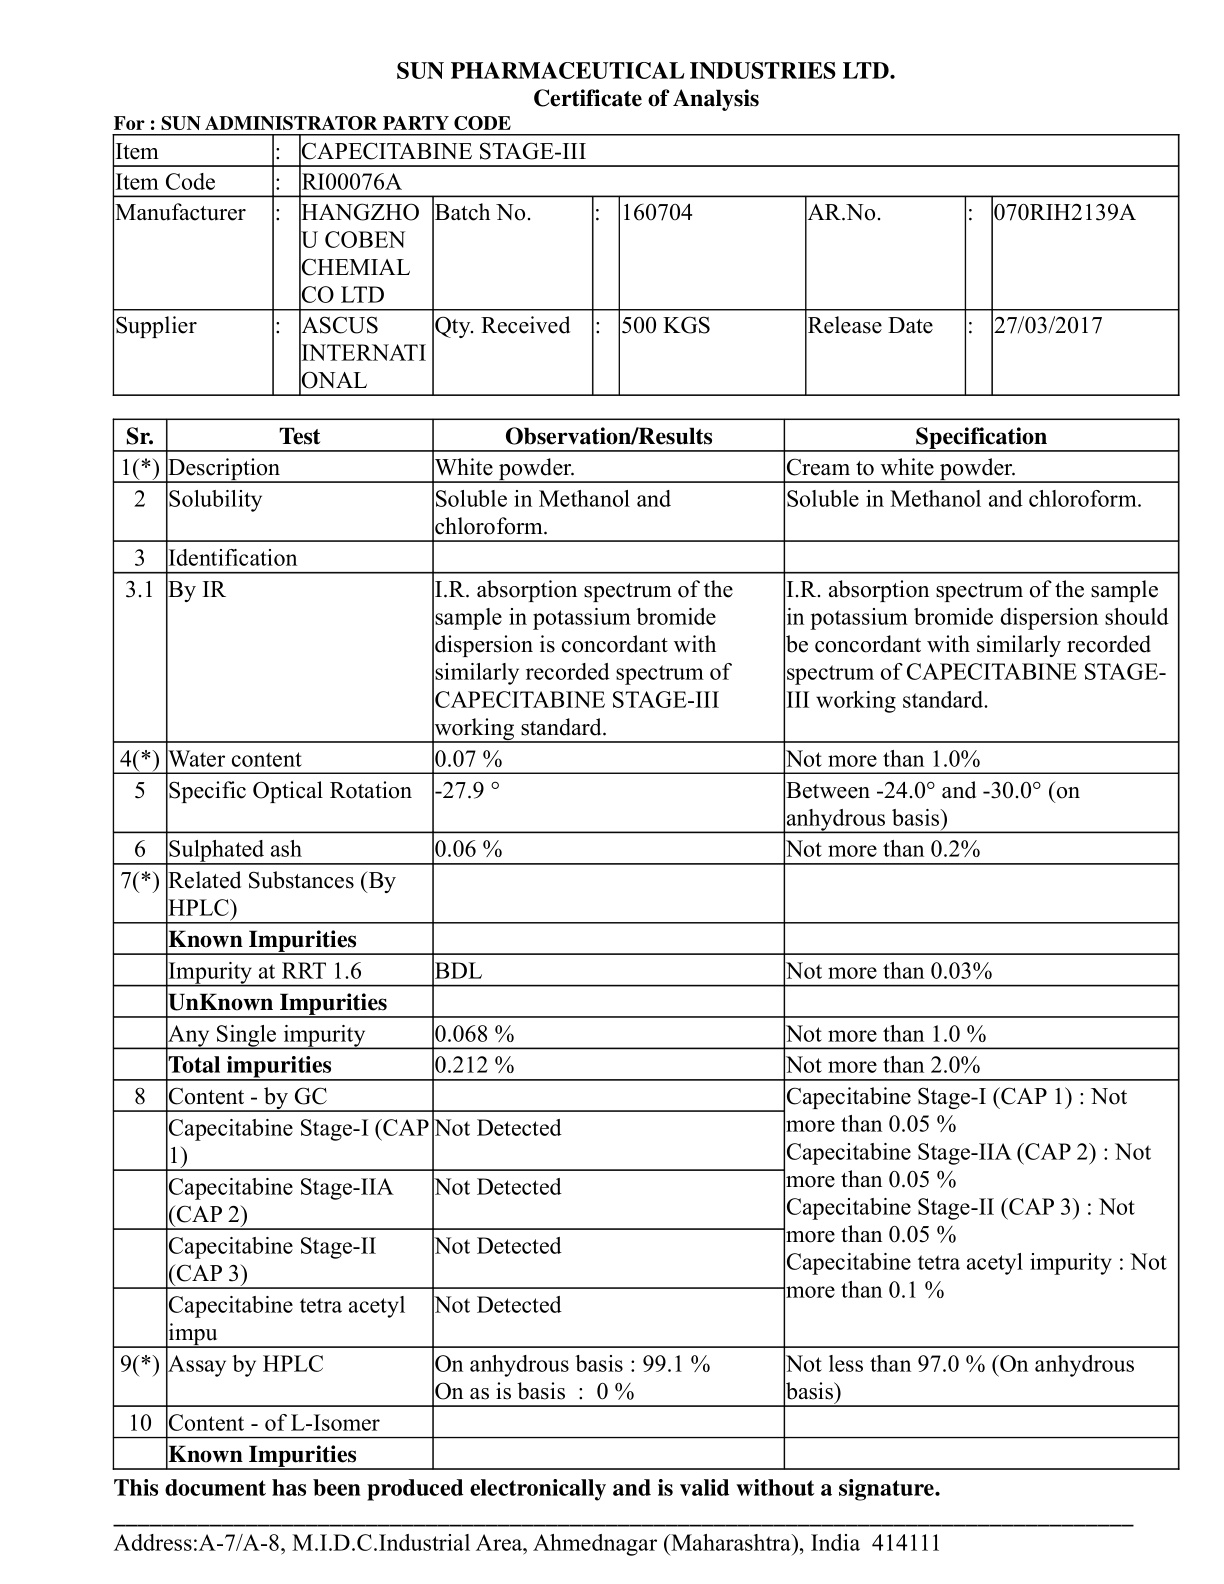 SUN PHARMACEUTICAL INDUSTRIES LTD.
Certificate of Analysis
For : SUN ADMINISTRATOR PARTY CODE
Item : CAPECITABINE STAGE-III
Item Code : RI00076A
Manufacturer : HANGZHO Batch No. : 160704 AR.No. : 070RIH2139A
U COBEN
CHEMIAL
CO LTD
Supplier : ASCUS Qty. Received : 500 KGS Release Date : 27/03/2017
INTERNATI
ONAL
Sr. Test Observation/Results Specification
1(*) Description White powder. Cream to white powder.
2 Solubility Soluble in Methanol and Soluble in Methanol and chloroform.
chloroform.
3 Identification
3.1 By IR I.R. absorption spectrum of the I.R. absorption spectrum of the sample
sample in potassium bromide in potassium bromide dispersion should
dispersion is concordant with be concordant with similarly recorded
similarly recorded spectrum of spectrum of CAPECITABINE STAGE-
CAPECITABINE STAGE-III III working standard.
working standard.
4(*) Water content 0.07 % Not more than 1.0%
5 Specific Optical Rotation -27.9 ° Between -24.0° and -30.0° (on
anhydrous basis)
6 Sulphated ash 0.06 % Not more than 0.2%
7(*) Related Substances (By
HPLC)
Known Impurities
Impurity at RRT 1.6 BDL Not more than 0.03%
UnKnown Impurities
Any Single impurity 0.068 % Not more than 1.0 %
Total impurities 0.212 % Not more than 2.0%
8 Content - by GC Capecitabine Stage-I (CAP 1) : Not
Capecitabine Stage-I (CAP Not Detected more than 0.05 %
1) Capecitabine Stage-IIA (CAP 2) : Not
Capecitabine Stage-IIA Not Detected more than 0.05 %
(CAP 2) Capecitabine Stage-II (CAP 3) : Not
Capecitabine Stage-II Not Detected more than 0.05 %
(CAP 3) Capecitabine tetra acetyl impurity : Not
Capecitabine tetra acetyl Not Detected more than 0.1 %
impu
9(*) Assay by HPLC On anhydrous basis : 99.1 % Not less than 97.0 % (On anhydrous
On as is basis : 0 % basis)
10 Content - of L-Isomer
Known Impurities
This document has been produced electronically and is valid without a signature.
Address:A-7/A-8, M.I.D.C.Industrial Area, Ahmednagar (Maharashtra), India 414111